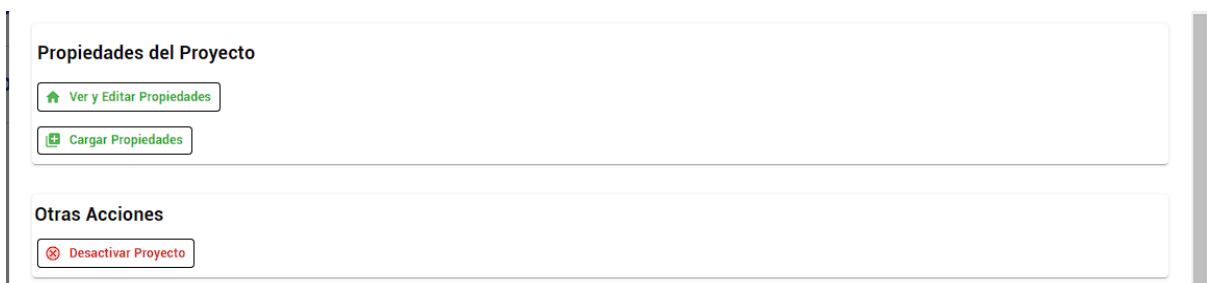 Propiedades del Proyecto
Ver y Editar Propiedades
Cargar Propiedades
Otras Acciones
Desactivar Proyecto